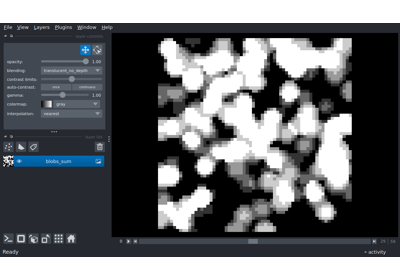 File View Layers Plugins Window Help
opacity: 1.00
blending: translucent_no_depth
contrast limits:
auto-contrast: once continuous
gamma: 1.00
colormap: gray
interpolation: nearest
blobs_sum
Ready activity